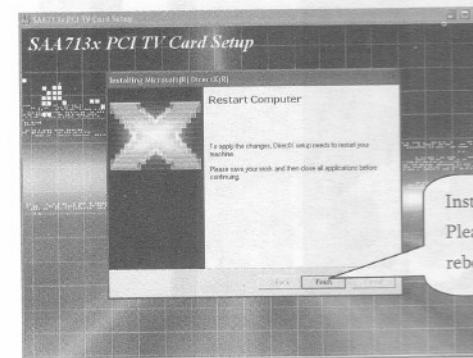 SAA713x PCI TV Card Setup
SAA713x PCI TV Card Setup
Installing Microsoft(R) DirectX(R)
Restart Computer
To apply the changes, DirectX setup needs to restart your
machine.
Please save your work and then close all applications before
continuing.
Finish
Inst
Plea
rebo